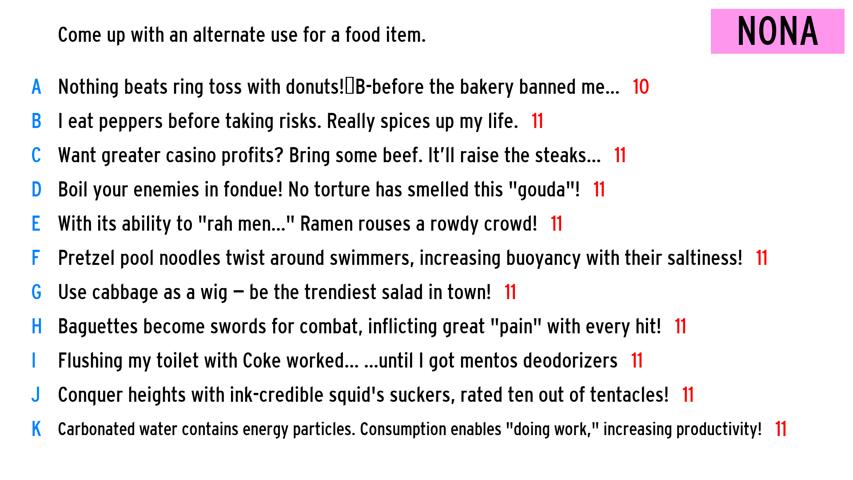 Come up with an alternate use for a food item.
NONA
A Nothing beats ring toss with donuts!▯B-before the bakery banned me... 10
B I eat peppers before taking risks. Really spices up my life. 11
C Want greater casino profits? Bring some beef. It’ll raise the steaks... 11
D Boil your enemies in fondue! No torture has smelled this "gouda"! 11
E With its ability to "rah men..." Ramen rouses a rowdy crowd! 11
F Pretzel pool noodles twist around swimmers, increasing buoyancy with their saltiness! 11
G Use cabbage as a wig – be the trendiest salad in town! 11
H Baguettes become swords for combat, inflicting great "pain" with every hit! 11
I Flushing my toilet with Coke worked... ...until I got mentos deodorizers 11
J Conquer heights with ink-credible squid's suckers, rated ten out of tentacles! 11
K Carbonated water contains energy particles. Consumption enables "doing work," increasing productivity! 11